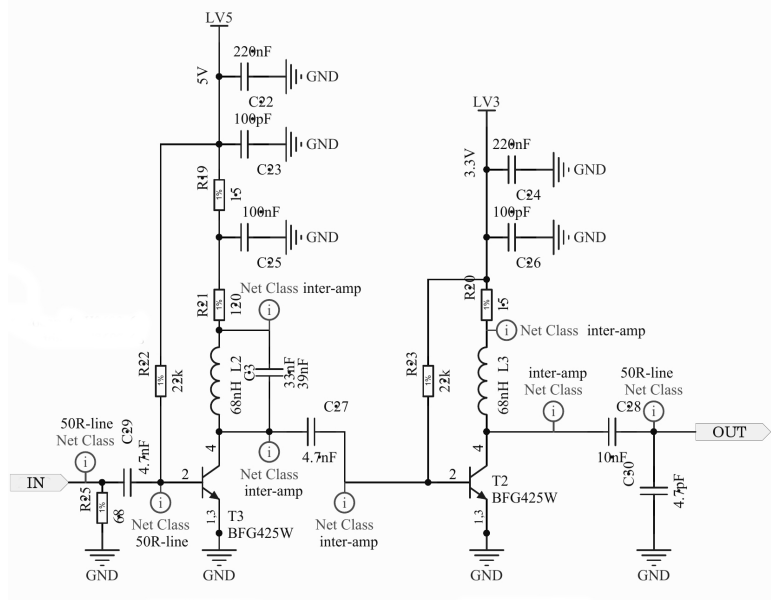 LV5
5V
220nF
GND
C22
100pF
GND
C23
R19
1%
15
100nF
GND
C25
R21
1%
120
Net Class inter-amp
i
L2
68nH
C3
33nF
39nF
R22
1%
22k
C27
4.7nF
4
50R-line
Net Class
i
C29
4.7nF
IN
R25
1%
68
GND
i
Net Class
50R-line
2
T3
BFG425W
1,3
GND
i
Net Class
inter-amp
i
Net Class
inter-amp
LV3
3.3V
220nF
GND
C24
100pF
GND
C26
R20
1%
15
i
Net Class inter-amp
R23
1%
22k
L3
68nH
4
2
T2
BFG425W
1,3
GND
inter-amp
Net Class
i
50R-line
Net Class
i
C28
10nF
OUT
C30
4.7pF
GND